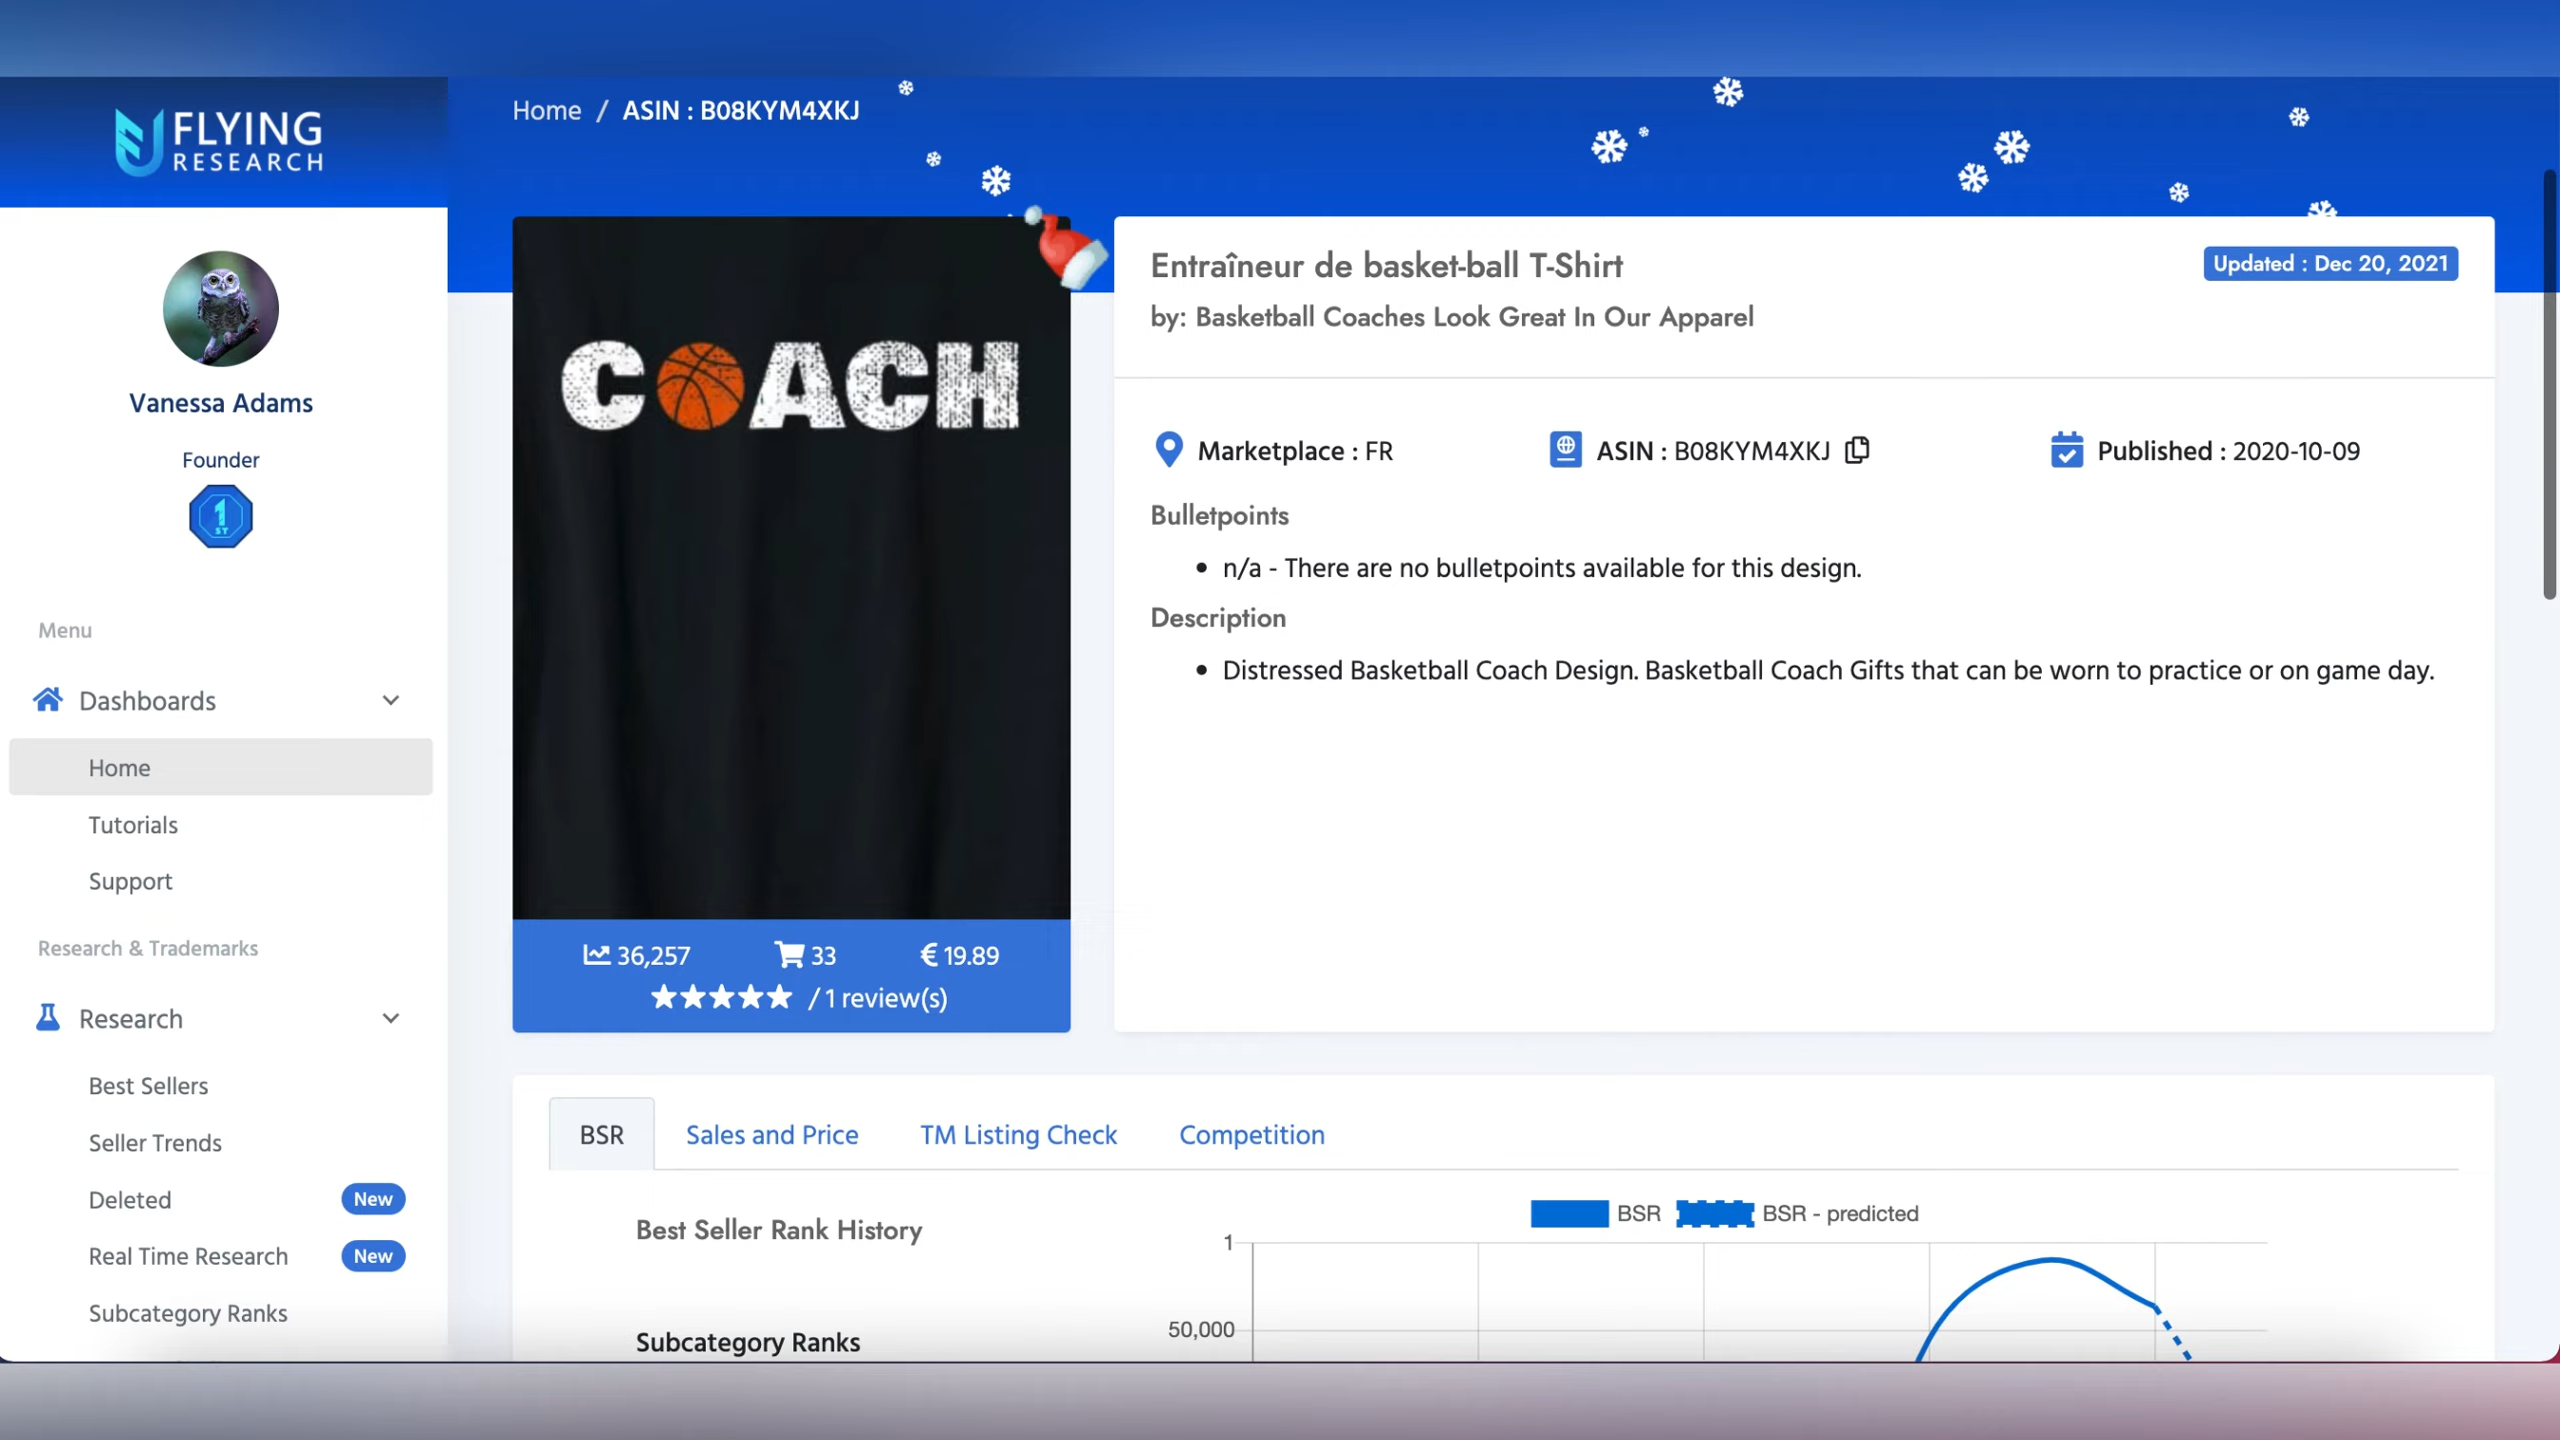 FLYING
RESEARCH
Home / ASIN : B08KYM4XKJ
Vanessa Adams
Founder
1
ST
Menu
Dashboards
Home
Tutorials
Support
Research & Trademarks
Research
Best Sellers
Seller Trends
Deleted New
Real Time Research New
Subcategory Ranks
COACH
36,257 33 € 19.89
/ 1 review(s)
Entraîneur de basket-ball T-Shirt
Updated : Dec 20, 2021
by: Basketball Coaches Look Great In Our Apparel
Marketplace : FR ASIN : B08KYM4XKJ Published : 2020-10-09
Bulletpoints
n/a - There are no bulletpoints available for this design.
Description
Distressed Basketball Coach Design. Basketball Coach Gifts that can be worn to practice or on game day.
BSR Sales and Price TM Listing Check Competition
Best Seller Rank History
Subcategory Ranks
BSR BSR - predicted
1
50,000